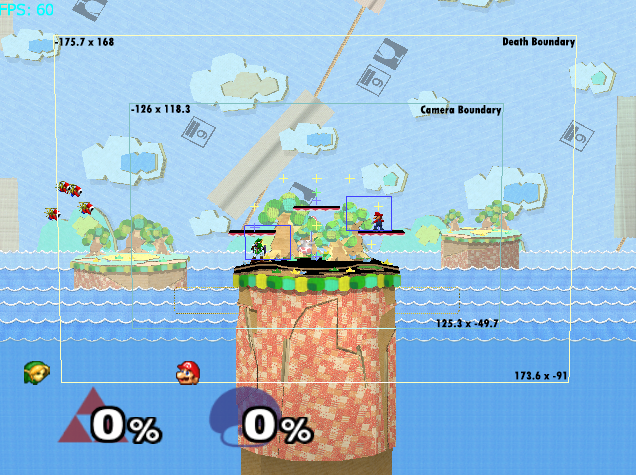 FPS: 60
-175.7 x 168
Death Boundary
-126 x 118.3
Camera Boundary
125.3 x -49.7
173.6 x -91
0%
0%